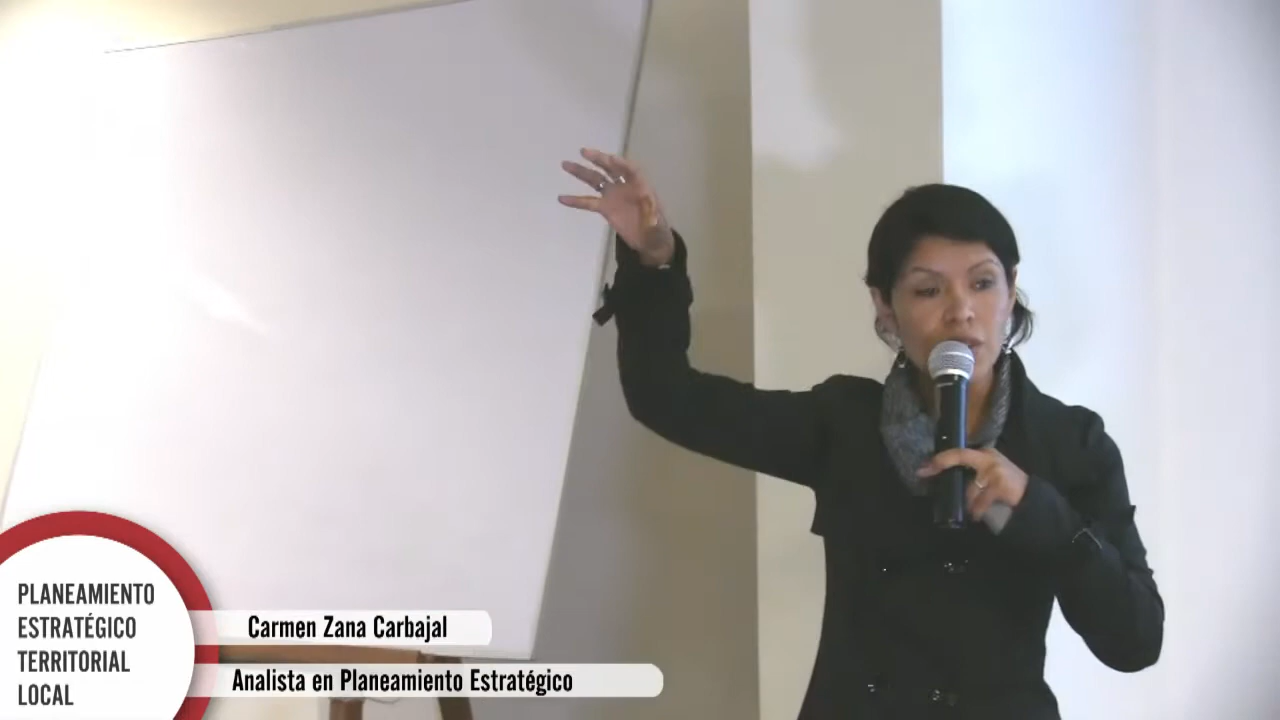 PLANEAMIENTO
ESTRATÉGICO
TERRITORIAL
LOCAL
Carmen Zana Carbajal
Analista en Planeamiento Estratégico